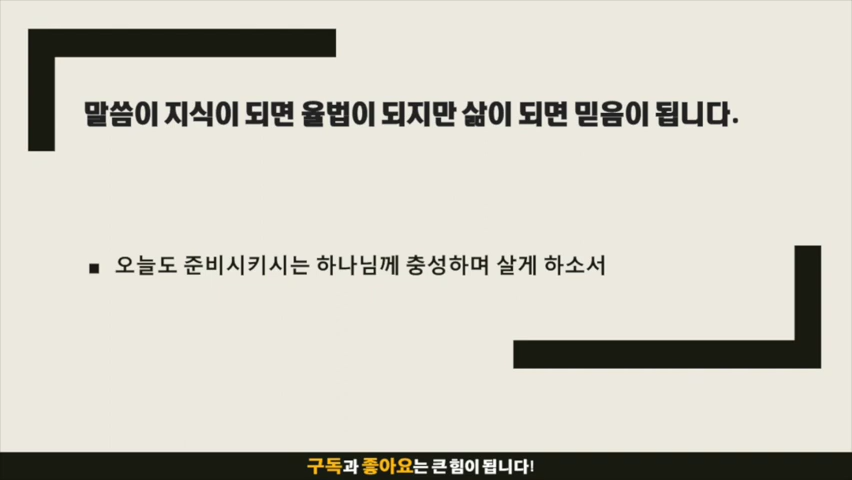 말씀이 지식이 되면 율법이 되지만 삶이 되면 믿음이 됩니다.
■ 오늘도 준비시키시는 하나님께 충성하며 살게 하소서
구독과 좋아요는 큰 힘이 됩니다!